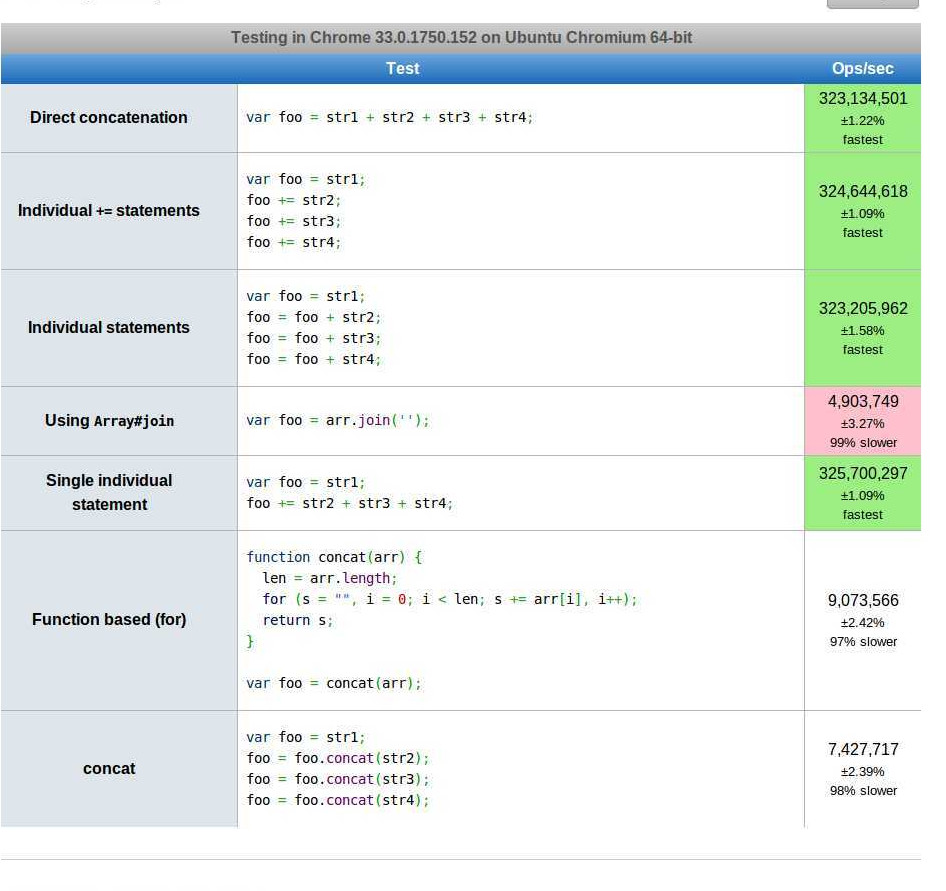 Testing in Chrome 33.0.1750.152 on Ubuntu Chromium 64-bit
Test Ops/sec
Direct concatenation
var foo = str1 + str2 + str3 + str4;
323,134,501
±1.22%
fastest
Individual += statements
var foo = str1;
foo += str2;
foo += str3;
foo += str4;
324,644,618
±1.09%
fastest
Individual statements
var foo = str1;
foo = foo + str2;
foo = foo + str3;
foo = foo + str4;
323,205,962
±1.58%
fastest
Using Array#join
var foo = arr.join('');
4,903,749
±3.27%
99% slower
Single individual
statement
var foo = str1;
foo += str2 + str3 + str4;
325,700,297
±1.09%
fastest
Function based (for)
function concat(arr) {
  len = arr.length;
  for (s = "", i = 0; i < len; s += arr[i], i++);
  return s;
}
var foo = concat(arr);
9,073,566
±2.42%
97% slower
concat
var foo = str1;
foo = foo.concat(str2);
foo = foo.concat(str3);
foo = foo.concat(str4);
7,427,717
±2.39%
98% slower